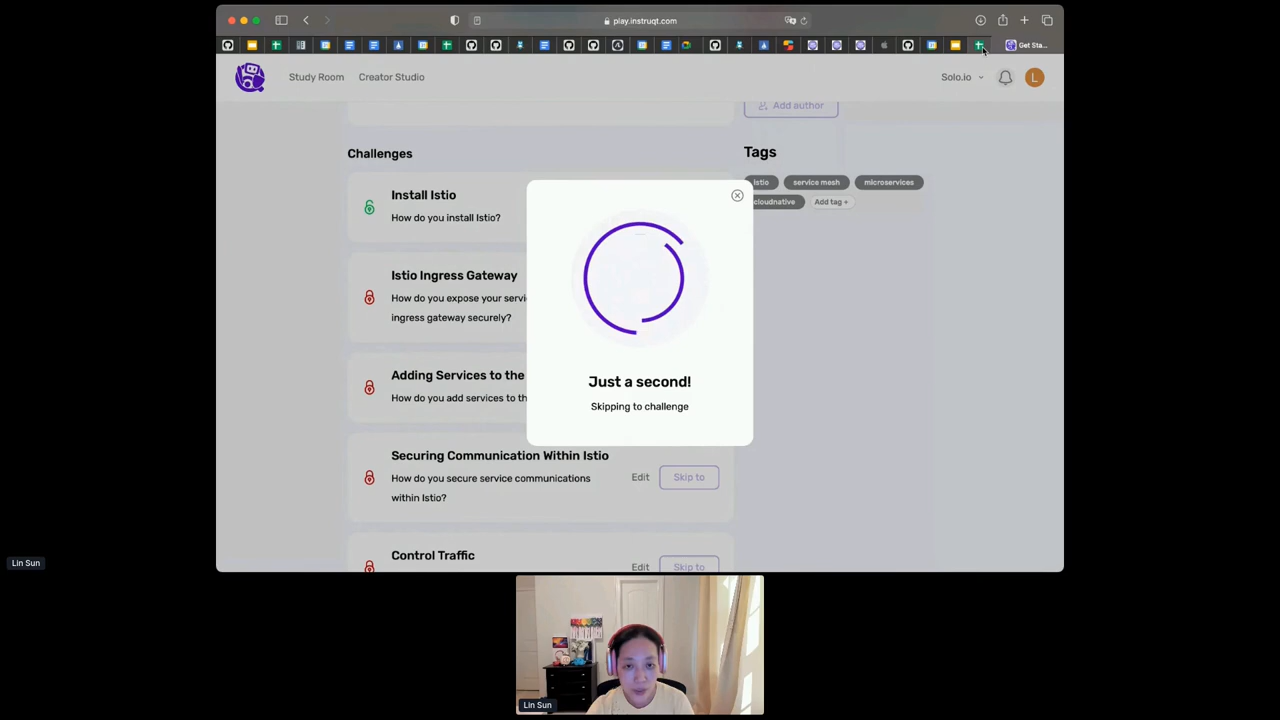 play.instruqt.com
Get Sta...
Study Room
Creator Studio
Solo.io
L
Add author
Challenges
Tags
istio
service mesh
microservices
cloudnative
Add tag +
Install Istio
How do you install Istio?
Istio Ingress Gateway
How do you expose your servi
ingress gateway securely?
Adding Services to the
How do you add services to th
Just a second!
Skipping to challenge
Securing Communication Within Istio
How do you secure service communications
within Istio?
Edit
Skip to
Control Traffic
Edit
Skip to
Lin Sun
Lin Sun